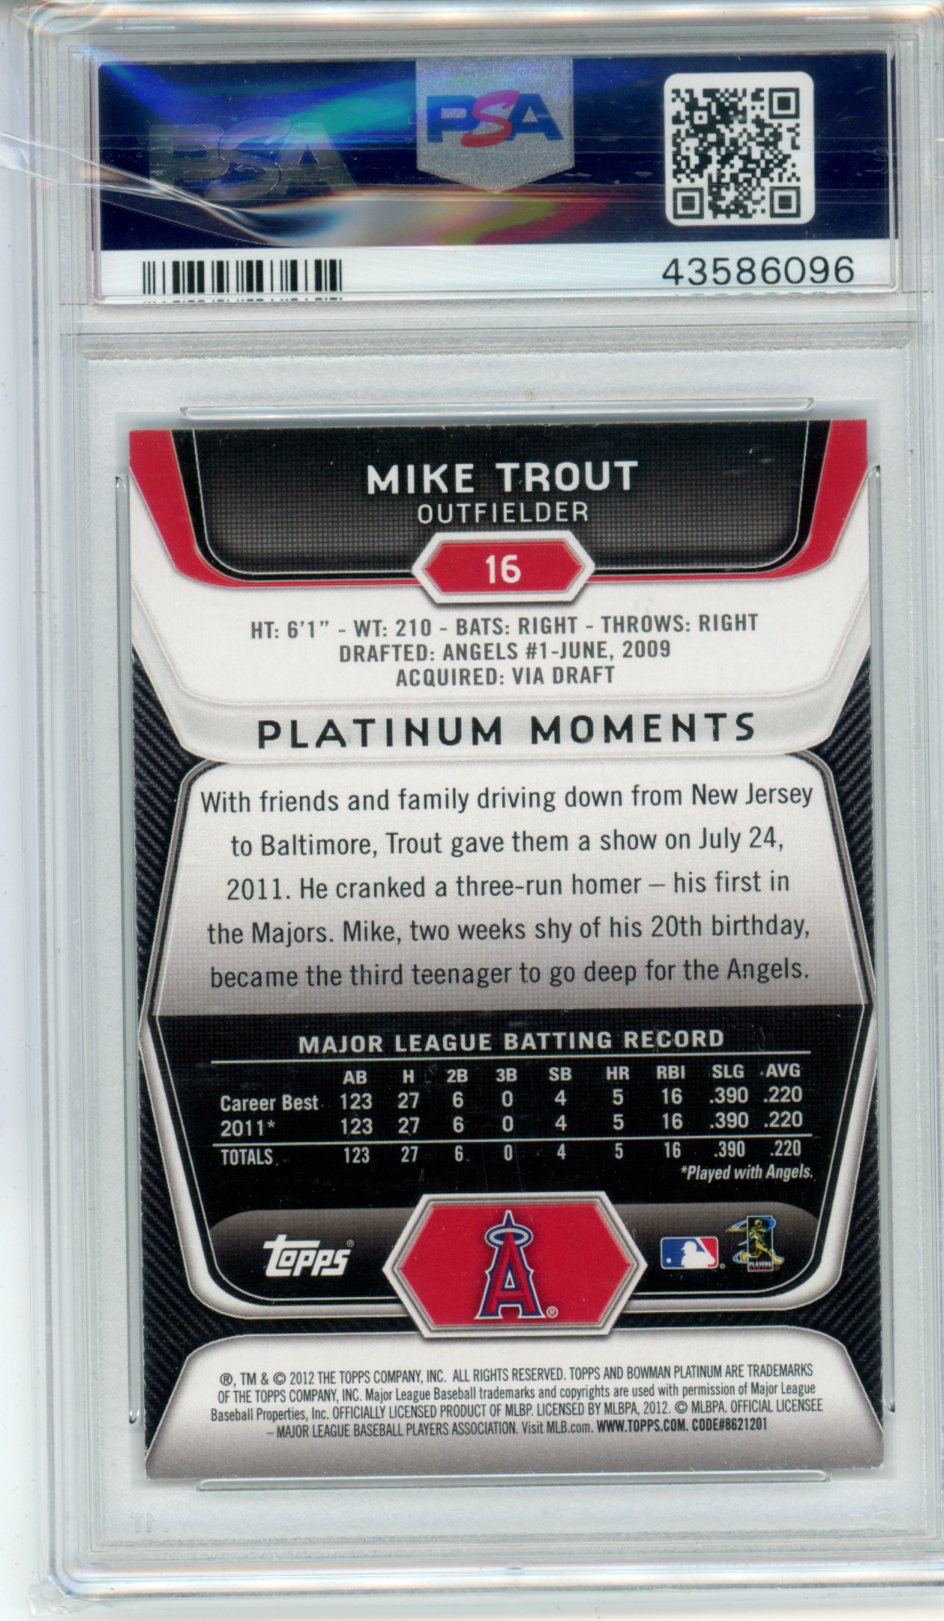 PSA
PSA
43586096
MIKE TROUT
OUTFIELDER
16
HT: 6'1" - WT: 210 - BATS: RIGHT - THROWS: RIGHT
DRAFTED: ANGELS #1-JUNE, 2009
ACQUIRED: VIA DRAFT
PLATINUM MOMENTS
With friends and family driving down from New Jersey
to Baltimore, Trout gave them a show on July 24,
2011. He cranked a three-run homer – his first in
the Majors. Mike, two weeks shy of his 20th birthday,
became the third teenager to go deep for the Angels.
MAJOR LEAGUE BATTING RECORD
AB H 2B 3B SB HR RBI SLG AVG
Career Best 123 27 6 0 4 5 16 .390 .220
2011* 123 27 6 0 4 5 16 .390 .220
TOTALS 123 27 6 0 4 5 16 .390 .220
*Played with Angels.
Topps®
A®
PLAYERS
®, TM & © 2012 THE TOPPS COMPANY, INC. ALL RIGHTS RESERVED. TOPPS AND BOWMAN PLATINUM ARE TRADEMARKS
OF THE TOPPS COMPANY, INC. Major League Baseball trademarks and copyrights are used with permission of Major League
Baseball Properties, Inc. OFFICIALLY LICENSED PRODUCT OF MLBP. LICENSED BY MLBPA, 2012. © MLBPA. OFFICIAL LICENSEE
– MAJOR LEAGUE BASEBALL PLAYERS ASSOCIATION. Visit MLB.com. WWW.TOPPS.COM. CODE#8621201